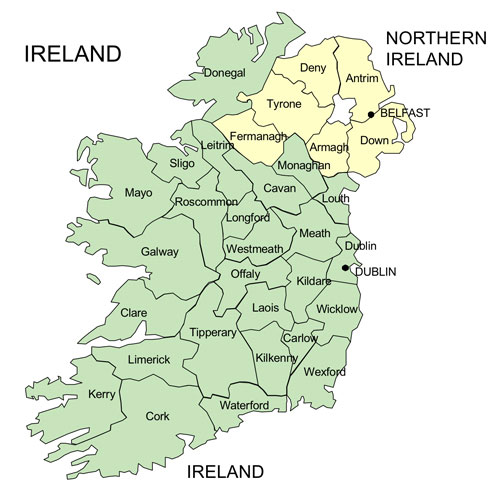 IRELAND
NORTHERN
IRELAND
Donegal
Deny
Antrim
Tyrone
BELFAST
Fermanagh
Armagh
Down
Leitrim
Sligo
Monaghan
Cavan
Mayo
Roscommon
Louth
Longford
Meath
Galway
Westmeath
Dublin
Offaly
DUBLIN
Kildare
Clare
Laois
Wicklow
Tipperary
Carlow
Limerick
Kilkenny
Wexford
Kerry
Waterford
Cork
IRELAND